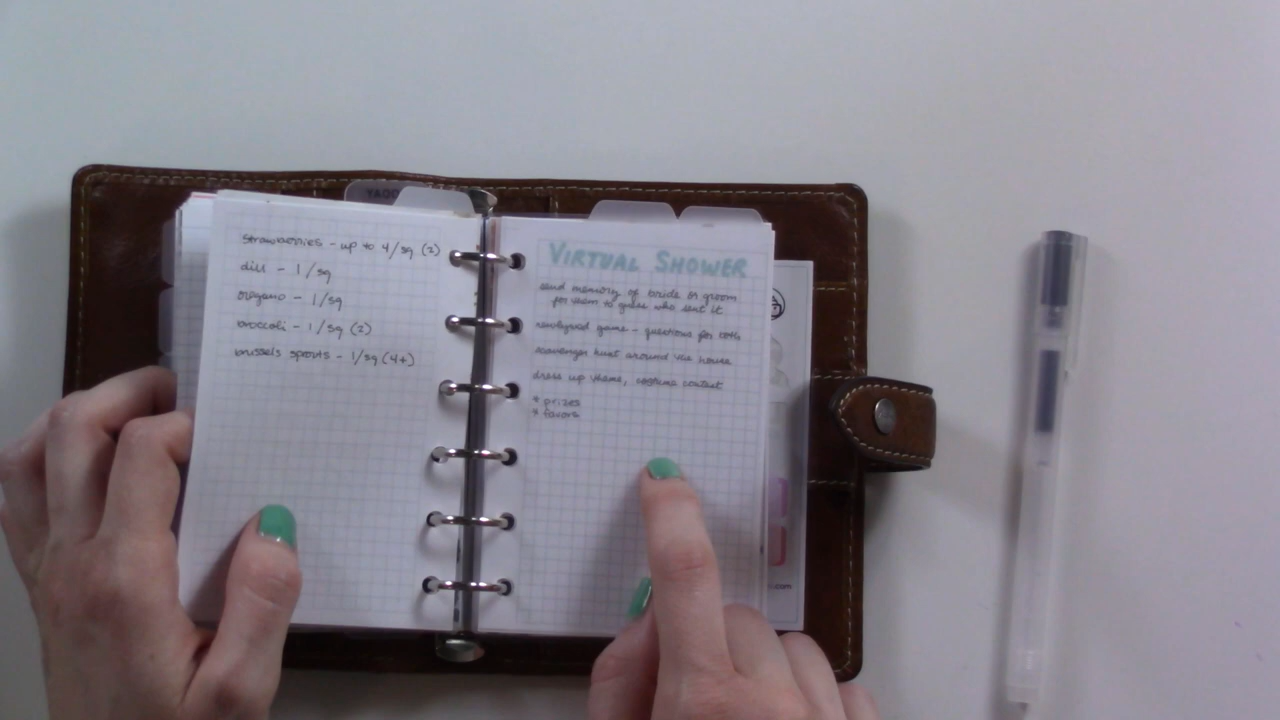 strawberries - up to 4/sq (2)
dill - 1/sq
oregano - 1/sq
broccoli - 1/sq (2)
brussels sprouts - 1/sq (4+)
VIRTUAL SHOWER
send memory of bride or groom
for them to guess who sent it
newlywed game - questions for both
scavenger hunt around the house
dress up theme, costume contest
* prizes
* favors
.com